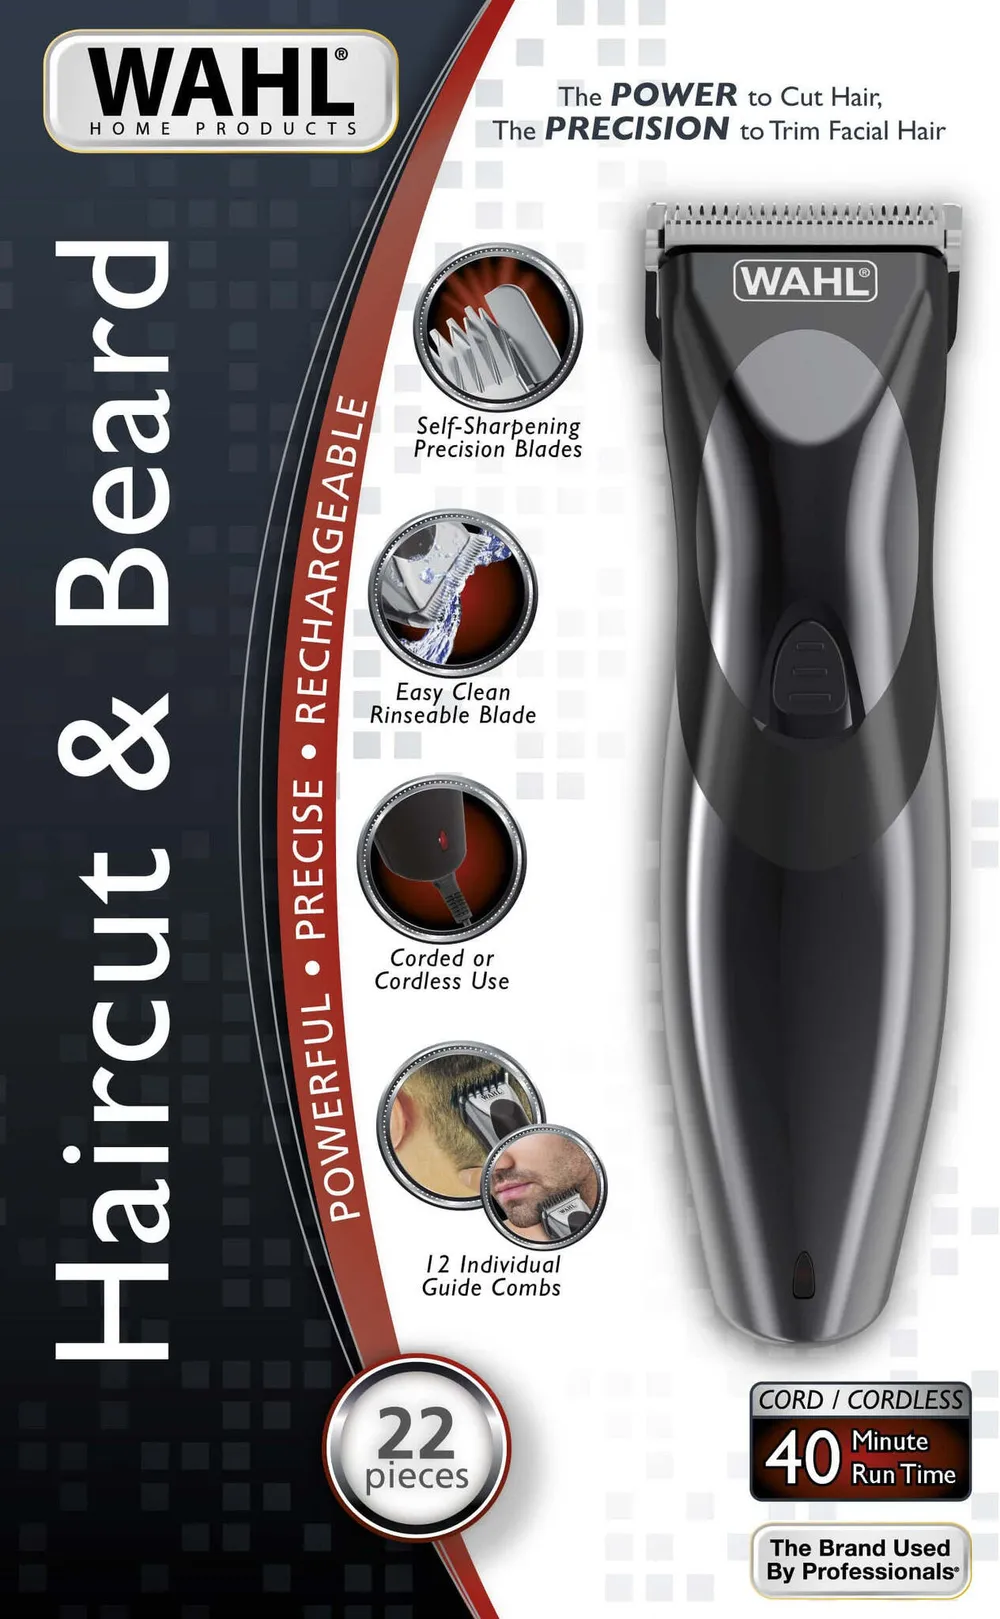 WAHL®
HOME PRODUCTS
The POWER to Cut Hair,
The PRECISION to Trim Facial Hair
Haircut & Beard
POWERFUL • PRECISE • RECHARGEABLE
WAHL®
Self-Sharpening
Precision Blades
Easy Clean
Rinseable Blade
Corded or
Cordless Use
WAHL
WAHL
12 Individual
Guide Combs
22
pieces
CORD / CORDLESS
40 Minute
Run Time
The Brand Used
By Professionals®